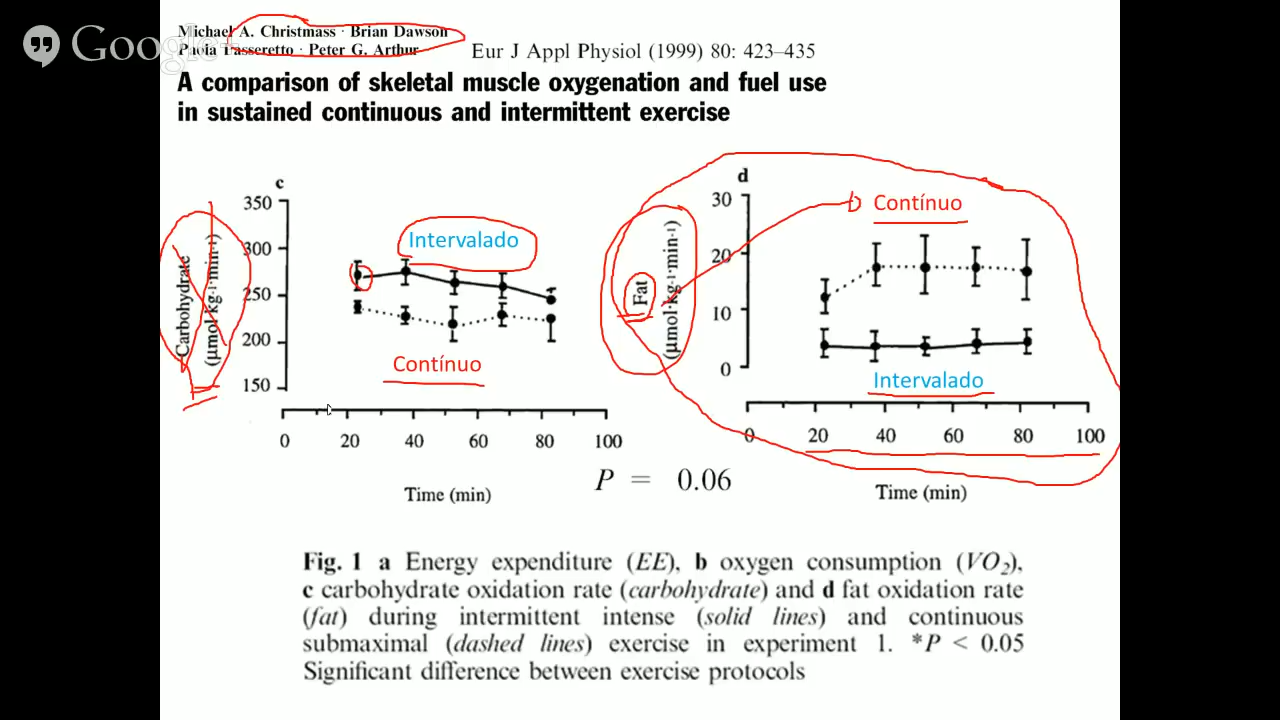 Google+
Michael A. Christmass · Brian Dawson
Paola Passeretto · Peter G. Arthur
Eur J Appl Physiol (1999) 80: 423–435
A comparison of skeletal muscle oxygenation and fuel use
in sustained continuous and intermittent exercise
c
Carbohydrate
(µmol·kg⁻¹·min⁻¹)
350
300
250
200
150
Intervalado
Contínuo
0 20 40 60 80 100
Time (min)
d
Fat
(µmol·kg⁻¹·min⁻¹)
30
20
10
0
Contínuo
Intervalado
0 20 40 60 80 100
Time (min)
P = 0.06
Fig. 1 a Energy expenditure (EE), b oxygen consumption (VO₂),
c carbohydrate oxidation rate (carbohydrate) and d fat oxidation rate
(fat) during intermittent intense (solid lines) and continuous
submaximal (dashed lines) exercise in experiment 1. *P < 0.05
Significant difference between exercise protocols